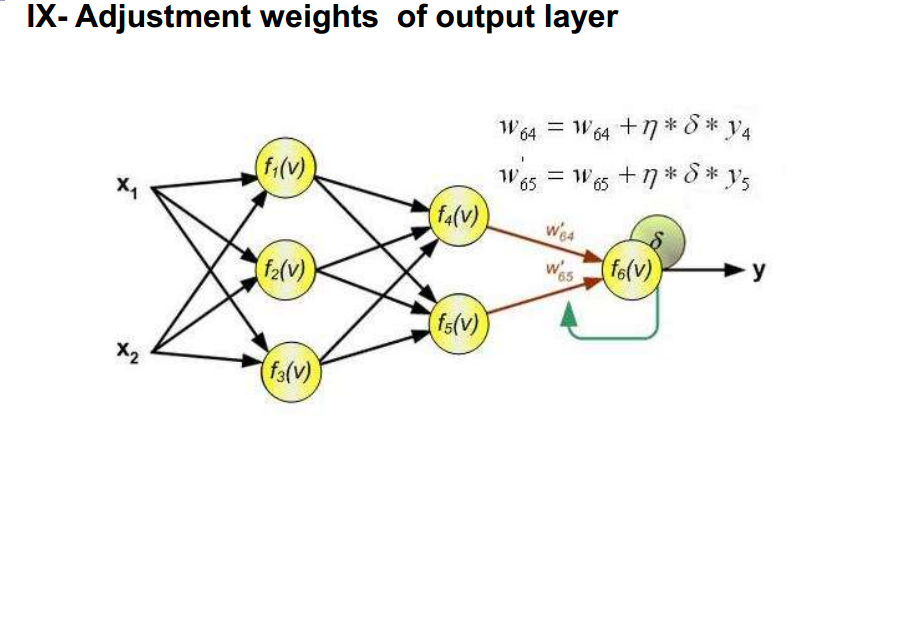 IX- Adjustment weights of output layer
w64 = w64 + η * δ * y4
w'65 = w65 + η * δ * y5
x1
f1(v)
f4(v)
w'64
δ
f2(v)
w'65
f6(v)
y
f5(v)
x2
f3(v)